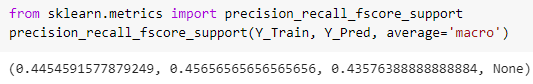 from sklearn.metrics import precision_recall_fscore_support
precision_recall_fscore_support(Y_Train, Y_Pred, average='macro')
(0.4454591577879249, 0.45656565656565656, 0.43576388888888884, None)